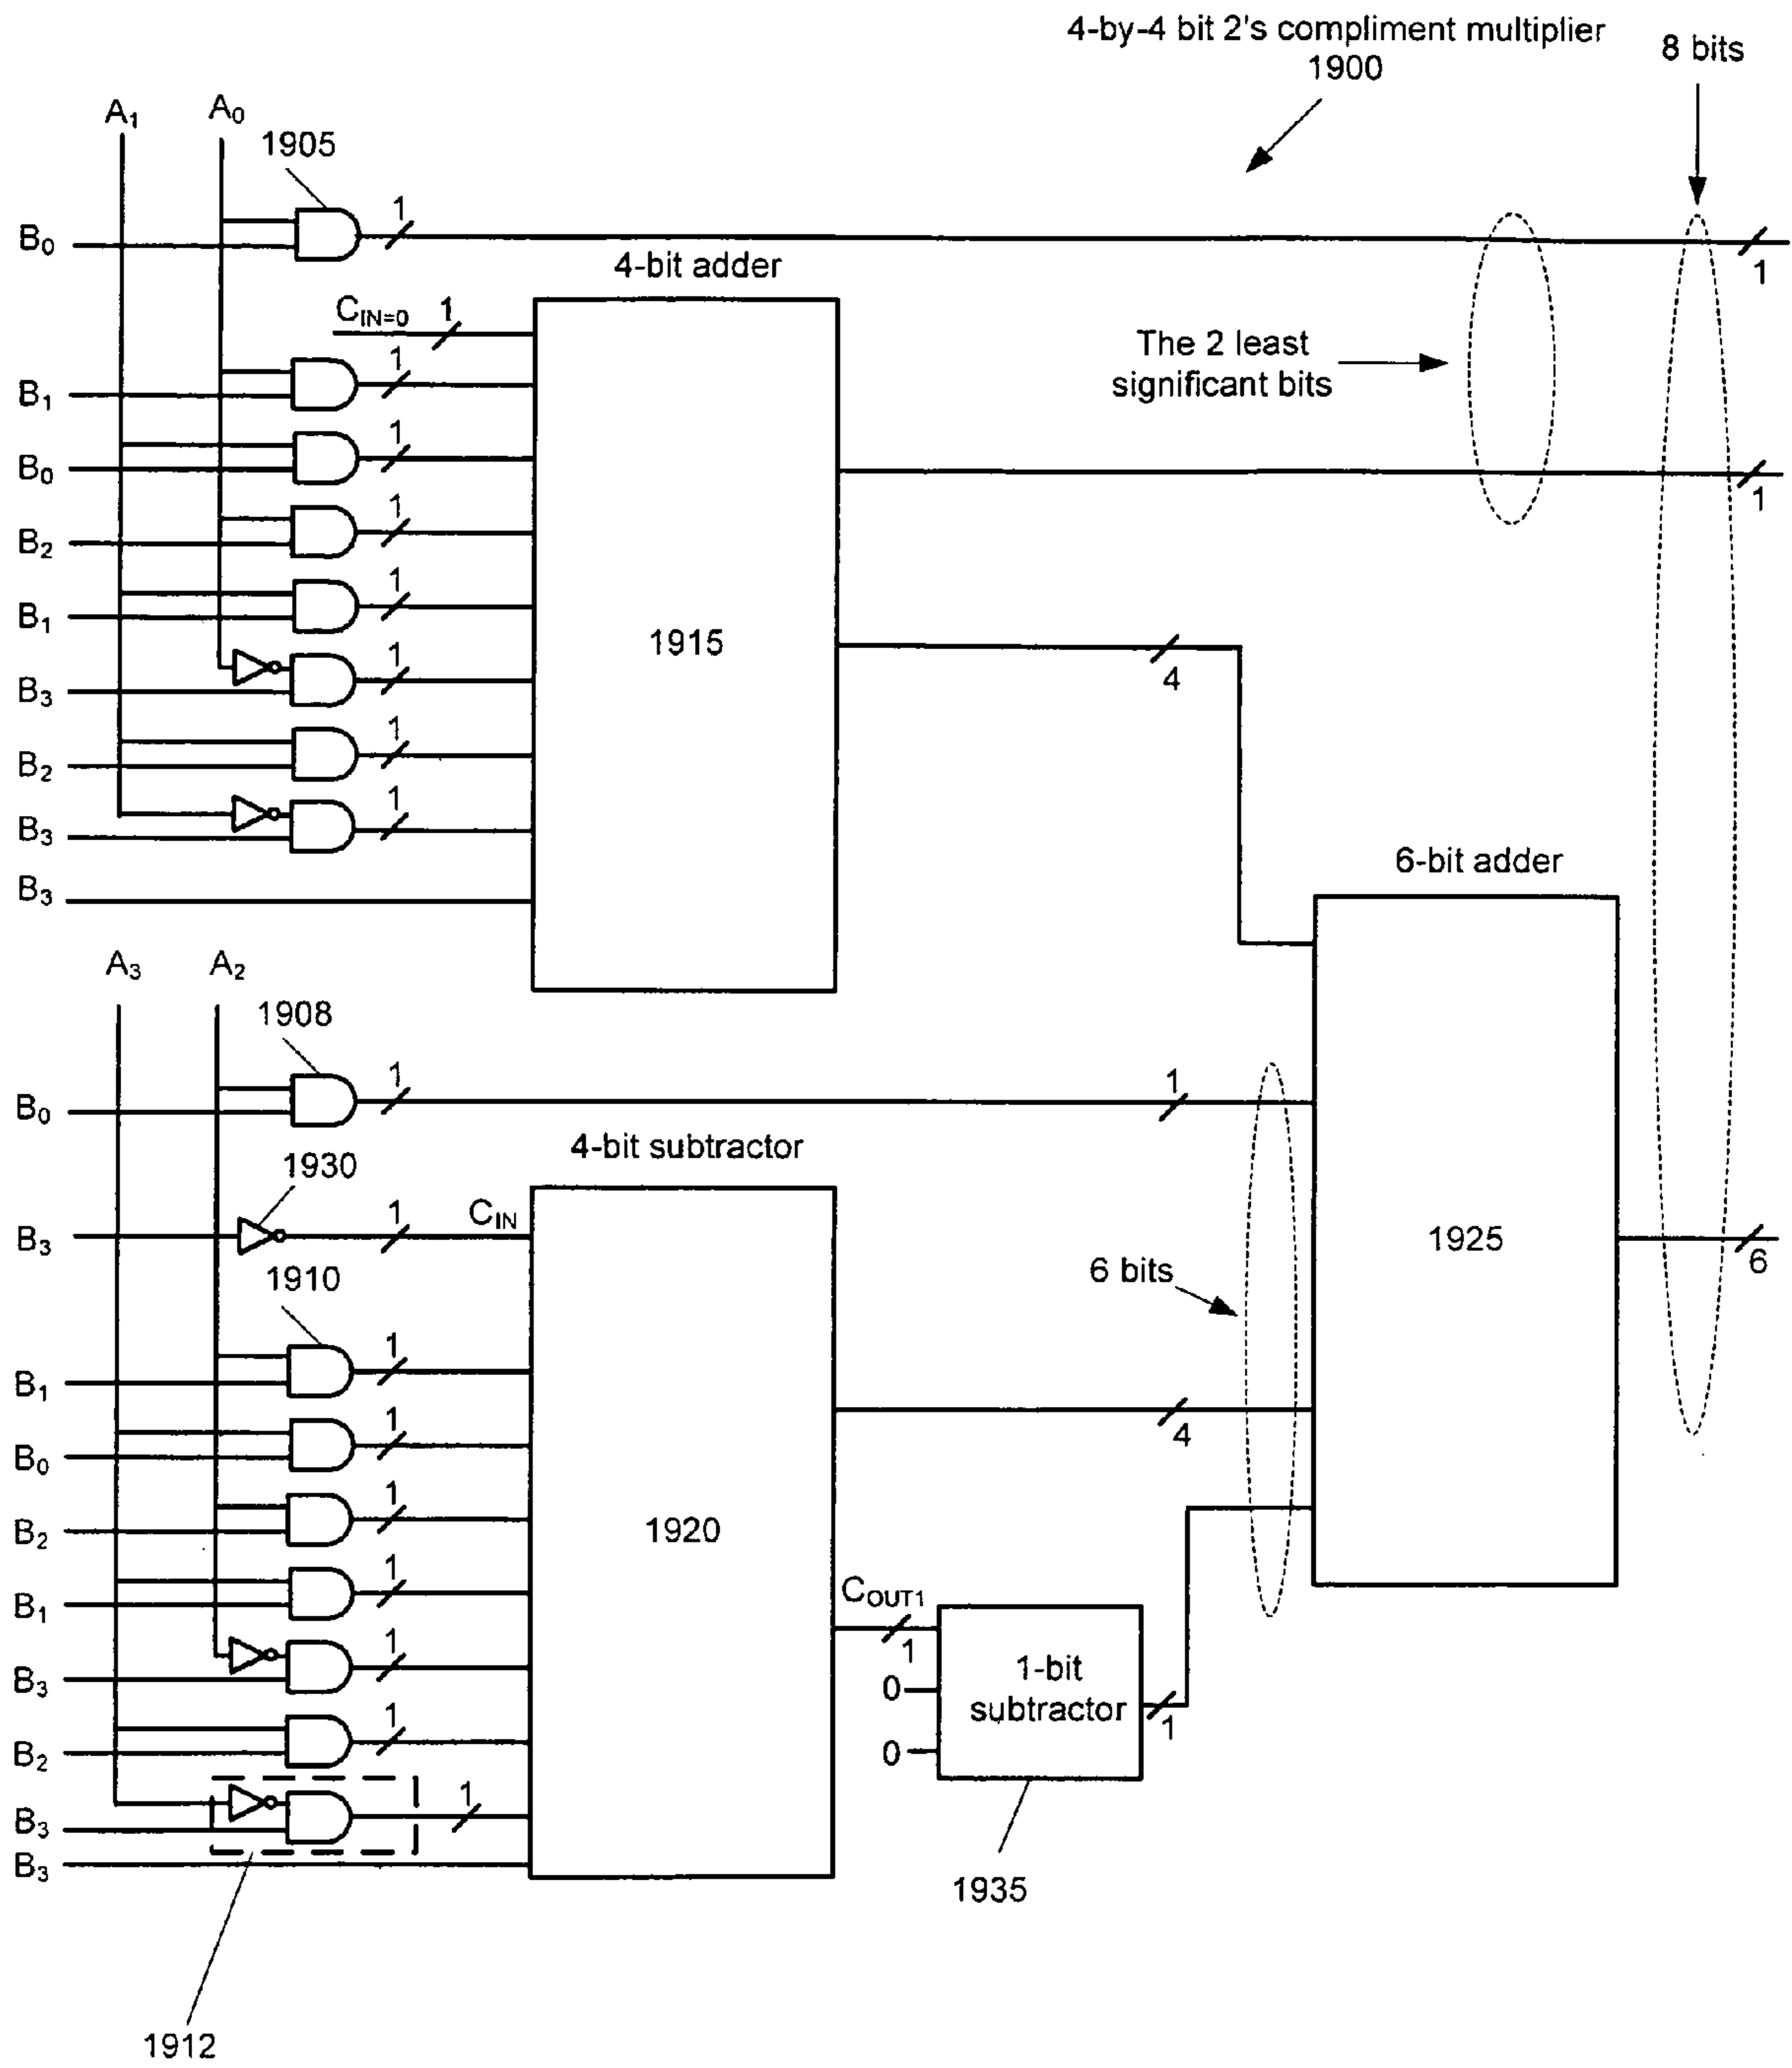 4-by-4 bit 2's compliment multiplier
1900
8 bits
A1
A0
1905
B0
1
1
4-bit adder
CIN=0
1
The 2 least
significant bits
B1
1
B0
1
1
B2
1
B1
1
1915
4
B3
1
B2
1
B3
1
B3
6-bit adder
A3
A2
1908
B0
1
1
4-bit subtractor
1930
B3
1
CIN
1925
6
1910
6 bits
B1
1
B0
1
4
B2
1
1920
B1
1
COUT1
1
B3
1
0
1-bit
subtractor
1
B2
1
0
B3
1
B3
1935
1912